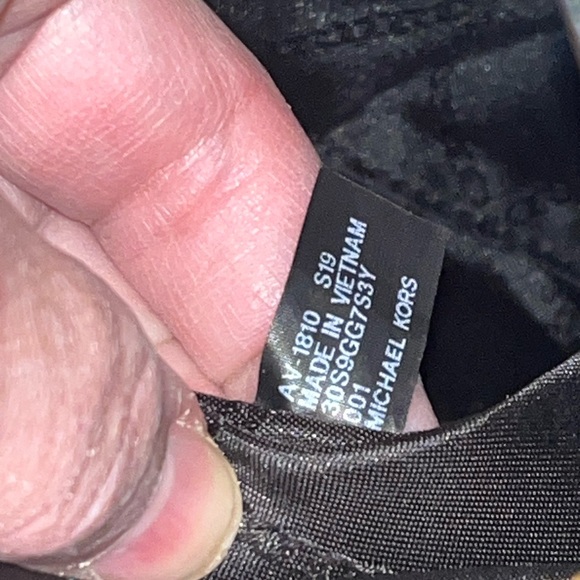 AV-1810 S19
MADE IN VIETNAM
30S9GG7S3Y
001
MICHAEL KORS